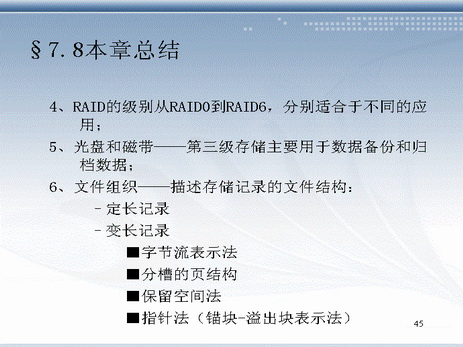 §7.8本章总结
4、RAID的级别从RAID0到RAID6，分别适合于不同的应
用；
5、光盘和磁带——第三级存储主要用于数据备份和归
档数据；
6、文件组织——描述存储记录的文件结构：
–定长记录
–变长记录
■字节流表示法
■分槽的页结构
■保留空间法
■指针法（锚块-溢出块表示法）
45